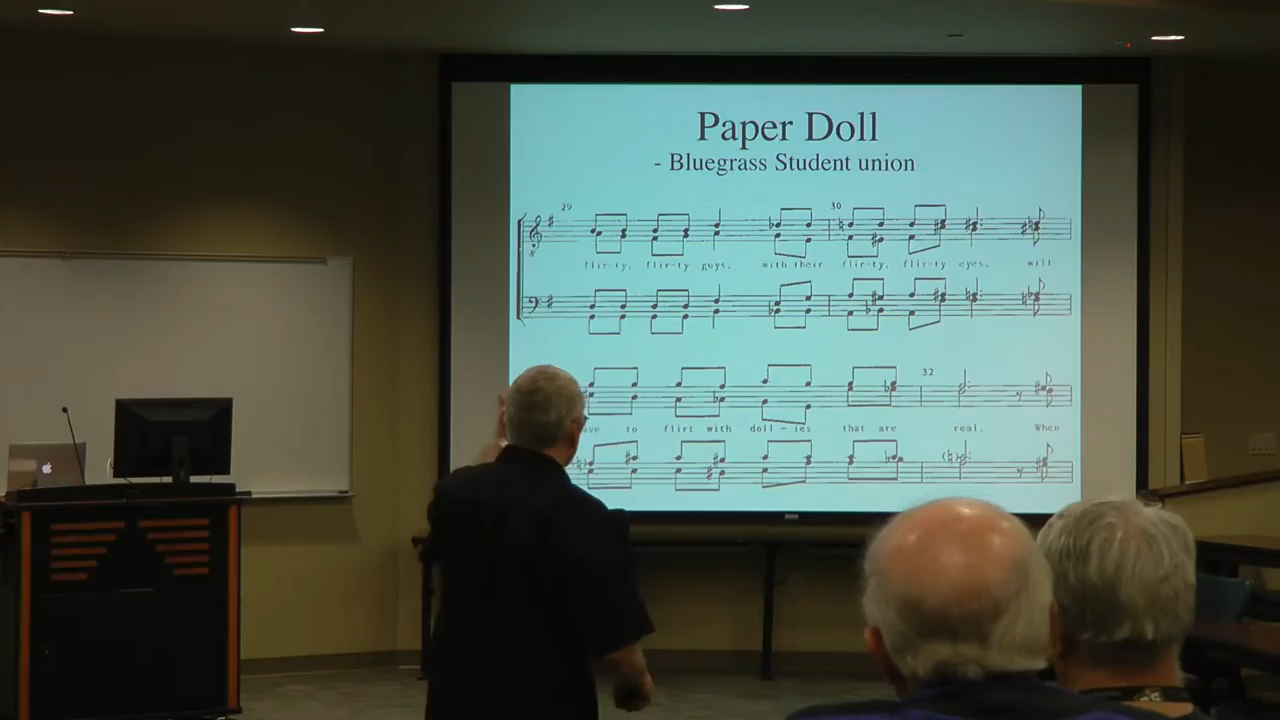 Paper Doll
- Bluegrass Student union
29
30
flir-ty, flir-ty guys, with their flir-ty, flir-ty eyes, will
32
to flirt with doll - ies that are real. When